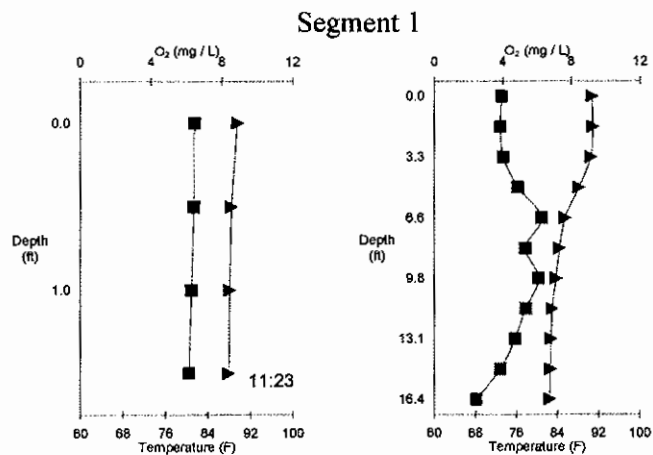 Segment 1
O₂ (mg / L)
0 4 8 12
0.0
Depth
(ft)
1.0
11:23
60 68 76 84 92 100
Temperature (F)
O₂ (mg / L)
0 4 8 12
0.0
3.3
6.6
Depth
(ft)
9.8
13.1
16.4
60 68 76 84 92 100
Temperature (F)